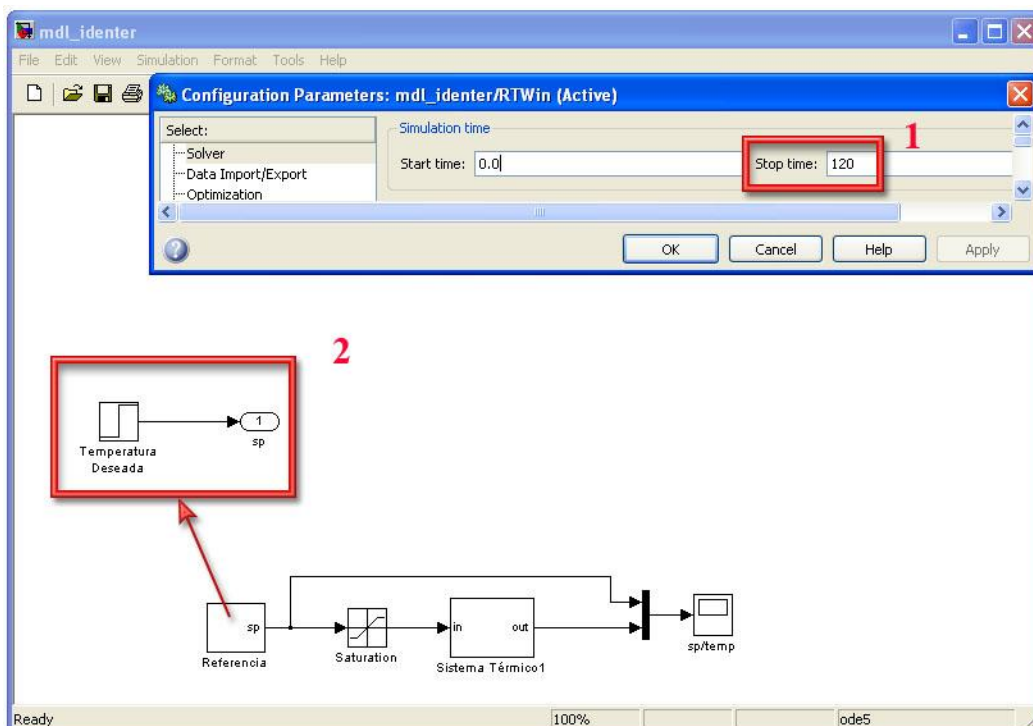 mdl_identer
File Edit View Simulation Format Tools Help
Configuration Parameters: mdl_identer/RTWin (Active)
Select:
Solver
Data Import/Export
Optimization
Simulation time
Start time: 0.0
Stop time: 120
1
OK Cancel Help Apply
2
1
sp
Temperatura
Deseada
sp
Referencia
Saturation
in out
Sistema Térmico1
sp/temp
Ready 100% ode5